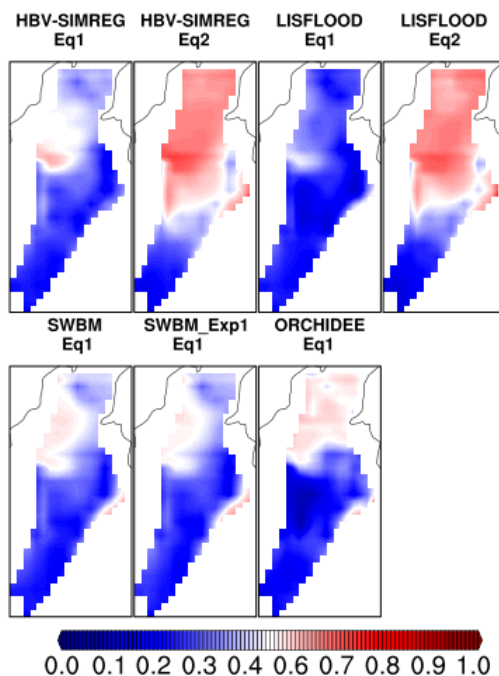 HBV-SIMREG HBV-SIMREG LISFLOOD LISFLOOD
Eq1 Eq2 Eq1 Eq2
SWBM SWBM_Exp1 ORCHIDEE
Eq1 Eq1 Eq1
0.0 0.1 0.2 0.3 0.4 0.5 0.6 0.7 0.8 0.9 1.0